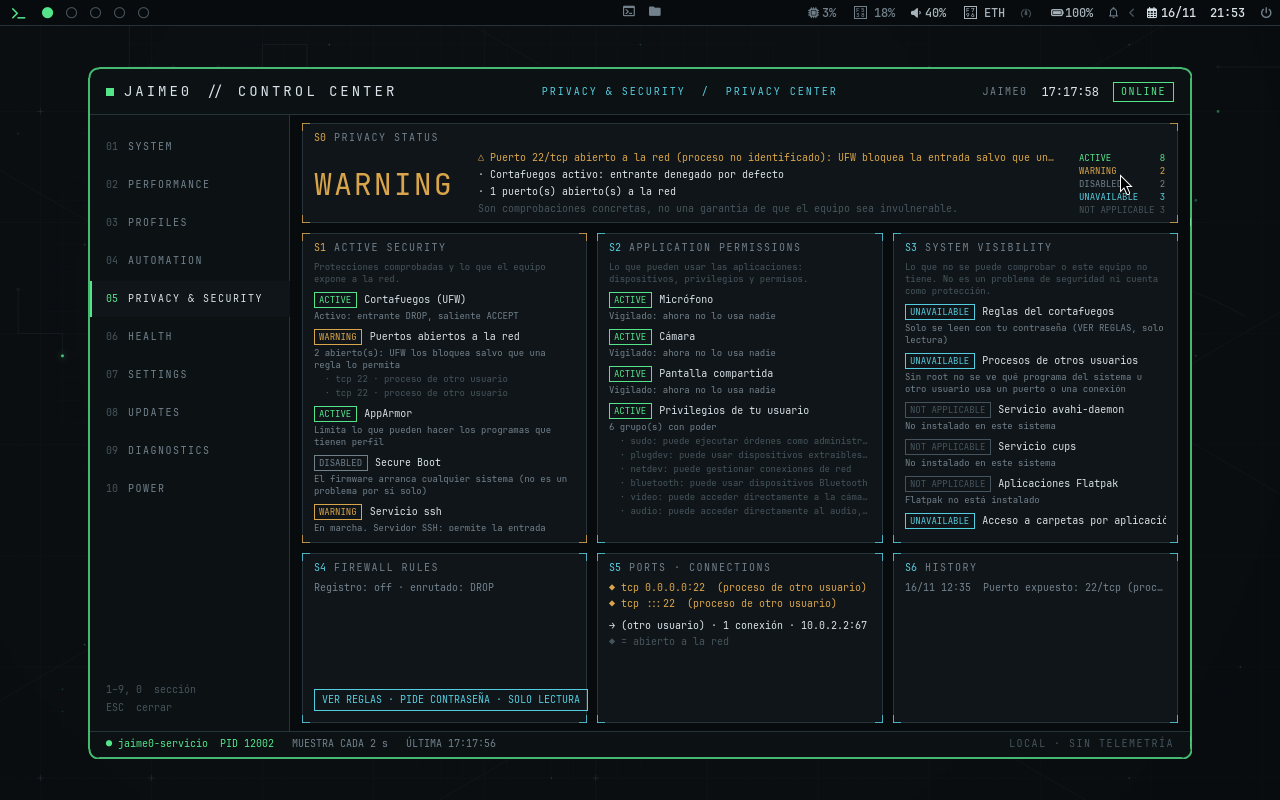 3% 18% 40% ETH 100% 16/11 21:53
JAIME0 // CONTROL CENTER
PRIVACY & SECURITY / PRIVACY CENTER
JAIME0 17:17:58 ONLINE
01 SYSTEM
02 PERFORMANCE
03 PROFILES
04 AUTOMATION
05 PRIVACY & SECURITY
06 HEALTH
07 SETTINGS
08 UPDATES
09 DIAGNOSTICS
10 POWER
1–9, 0 sección
ESC cerrar
S0 PRIVACY STATUS
WARNING
△ Puerto 22/tcp abierto a la red (proceso no identificado): UFW bloquea la entrada salvo que un…
· Cortafuegos activo: entrante denegado por defecto
· 1 puerto(s) abierto(s) a la red
Son comprobaciones concretas, no una garantía de que el equipo sea invulnerable.
ACTIVE 8
WARNING 2
DISABLED 2
UNAVAILABLE 3
NOT APPLICABLE 3
S1 ACTIVE SECURITY
Protecciones comprobadas y lo que el equipo
expone a la red.
ACTIVE Cortafuegos (UFW)
Activo: entrante DROP, saliente ACCEPT
WARNING Puertos abiertos a la red
2 abierto(s): UFW los bloquea salvo que una
regla lo permita
· tcp 22 · proceso de otro usuario
· tcp 22 · proceso de otro usuario
ACTIVE AppArmor
Limita lo que pueden hacer los programas que
tienen perfil
DISABLED Secure Boot
El firmware arranca cualquier sistema (no es un
problema por sí solo)
WARNING Servicio ssh
En marcha. Servidor SSH: permite la entrada
S2 APPLICATION PERMISSIONS
Lo que pueden usar las aplicaciones:
dispositivos, privilegios y permisos.
ACTIVE Micrófono
Vigilado: ahora no lo usa nadie
ACTIVE Cámara
Vigilado: ahora no lo usa nadie
ACTIVE Pantalla compartida
Vigilado: ahora no lo usa nadie
ACTIVE Privilegios de tu usuario
6 grupo(s) con poder
· sudo: puede ejecutar órdenes como administr…
· plugdev: puede usar dispositivos extraíbles…
· netdev: puede gestionar conexiones de red
· bluetooth: puede usar dispositivos Bluetooth
· video: puede acceder directamente a la cáma…
· audio: puede acceder directamente al audio,…
S3 SYSTEM VISIBILITY
Lo que no se puede comprobar o este equipo no
tiene. No es un problema de seguridad ni cuenta
como protección.
UNAVAILABLE Reglas del cortafuegos
Solo se leen con tu contraseña (VER REGLAS, solo
lectura)
UNAVAILABLE Procesos de otros usuarios
Sin root no se ve qué programa del sistema u
otro usuario usa un puerto o una conexión
NOT APPLICABLE Servicio avahi-daemon
No instalado en este sistema
NOT APPLICABLE Servicio cups
No instalado en este sistema
NOT APPLICABLE Aplicaciones Flatpak
Flatpak no está instalado
UNAVAILABLE Acceso a carpetas por aplicació
S4 FIREWALL RULES
Registro: off · enrutado: DROP
VER REGLAS · PIDE CONTRASEÑA · SOLO LECTURA
S5 PORTS · CONNECTIONS
◆ tcp 0.0.0.0:22 (proceso de otro usuario)
◆ tcp :::22 (proceso de otro usuario)
→ (otro usuario) · 1 conexión · 10.0.2.2:67
◆ = abierto a la red
S6 HISTORY
16/11 12:35 Puerto expuesto: 22/tcp (proc…
jaime0-servicio PID 12002 MUESTRA CADA 2 s ÚLTIMA 17:17:56
LOCAL · SIN TELEMETRÍA